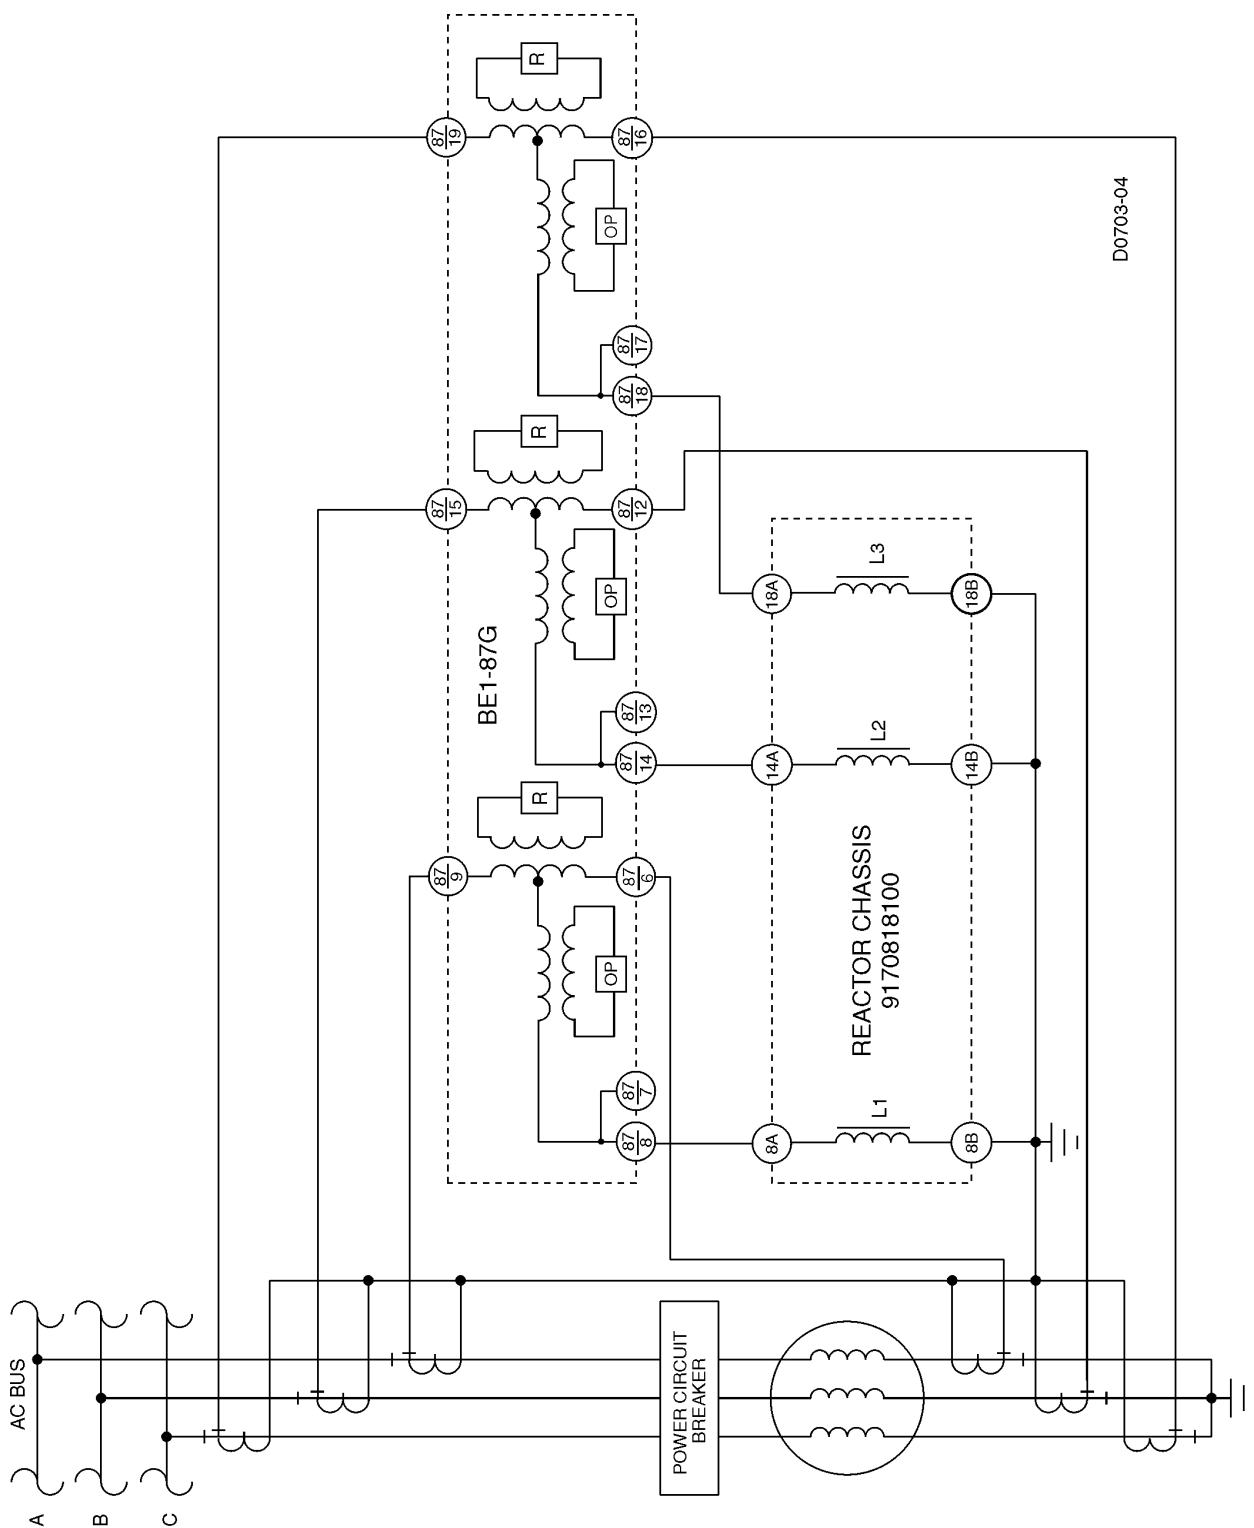 AC BUS
A
B
C
POWER CIRCUIT
BREAKER
BE1-87G
R
OP
87
9
87
6
87
7
87
8
R
OP
87
15
87
12
87
13
87
14
R
OP
87
19
87
16
87
17
87
18
REACTOR CHASSIS
9170818100
8A
L1
8B
14A
L2
14B
18A
L3
18B
D0703-04